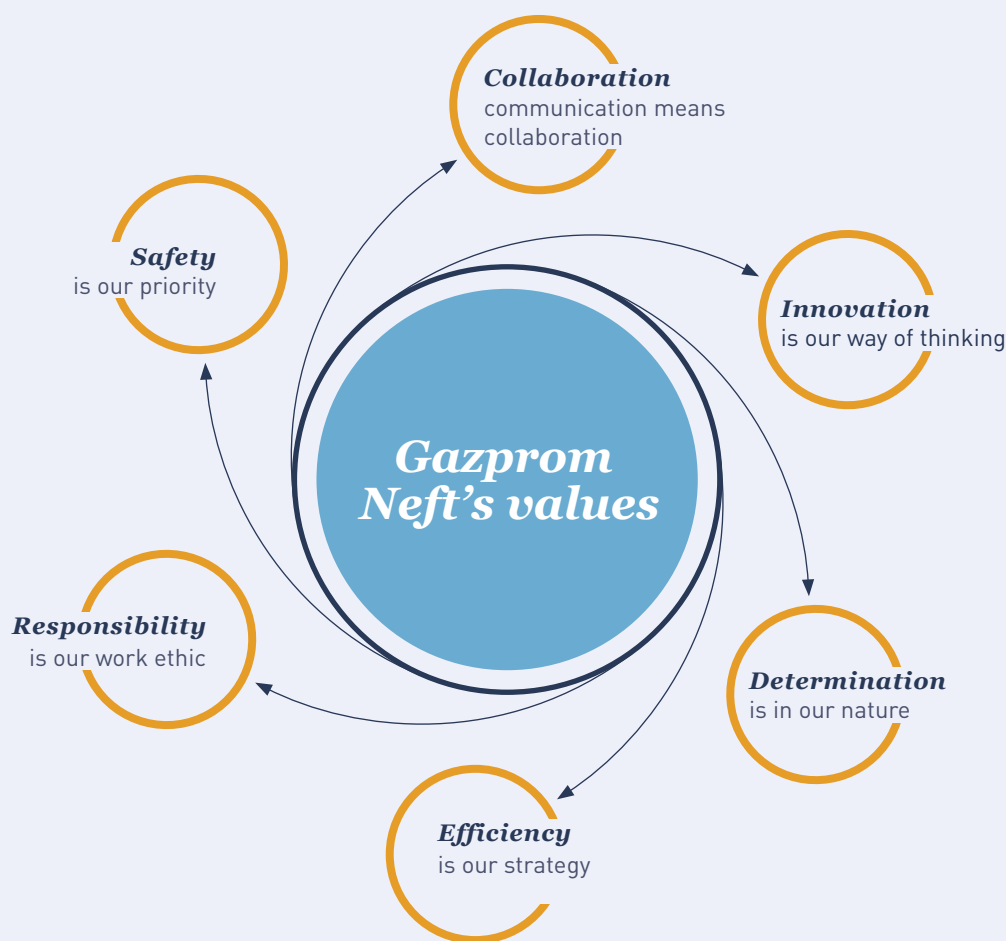 Collaboration
communication means
collaboration
Safety
is our priority
Innovation
is our way of thinking
Gazprom
Neft’s values
Responsibility
is our work ethic
Determination
is in our nature
Efficiency
is our strategy